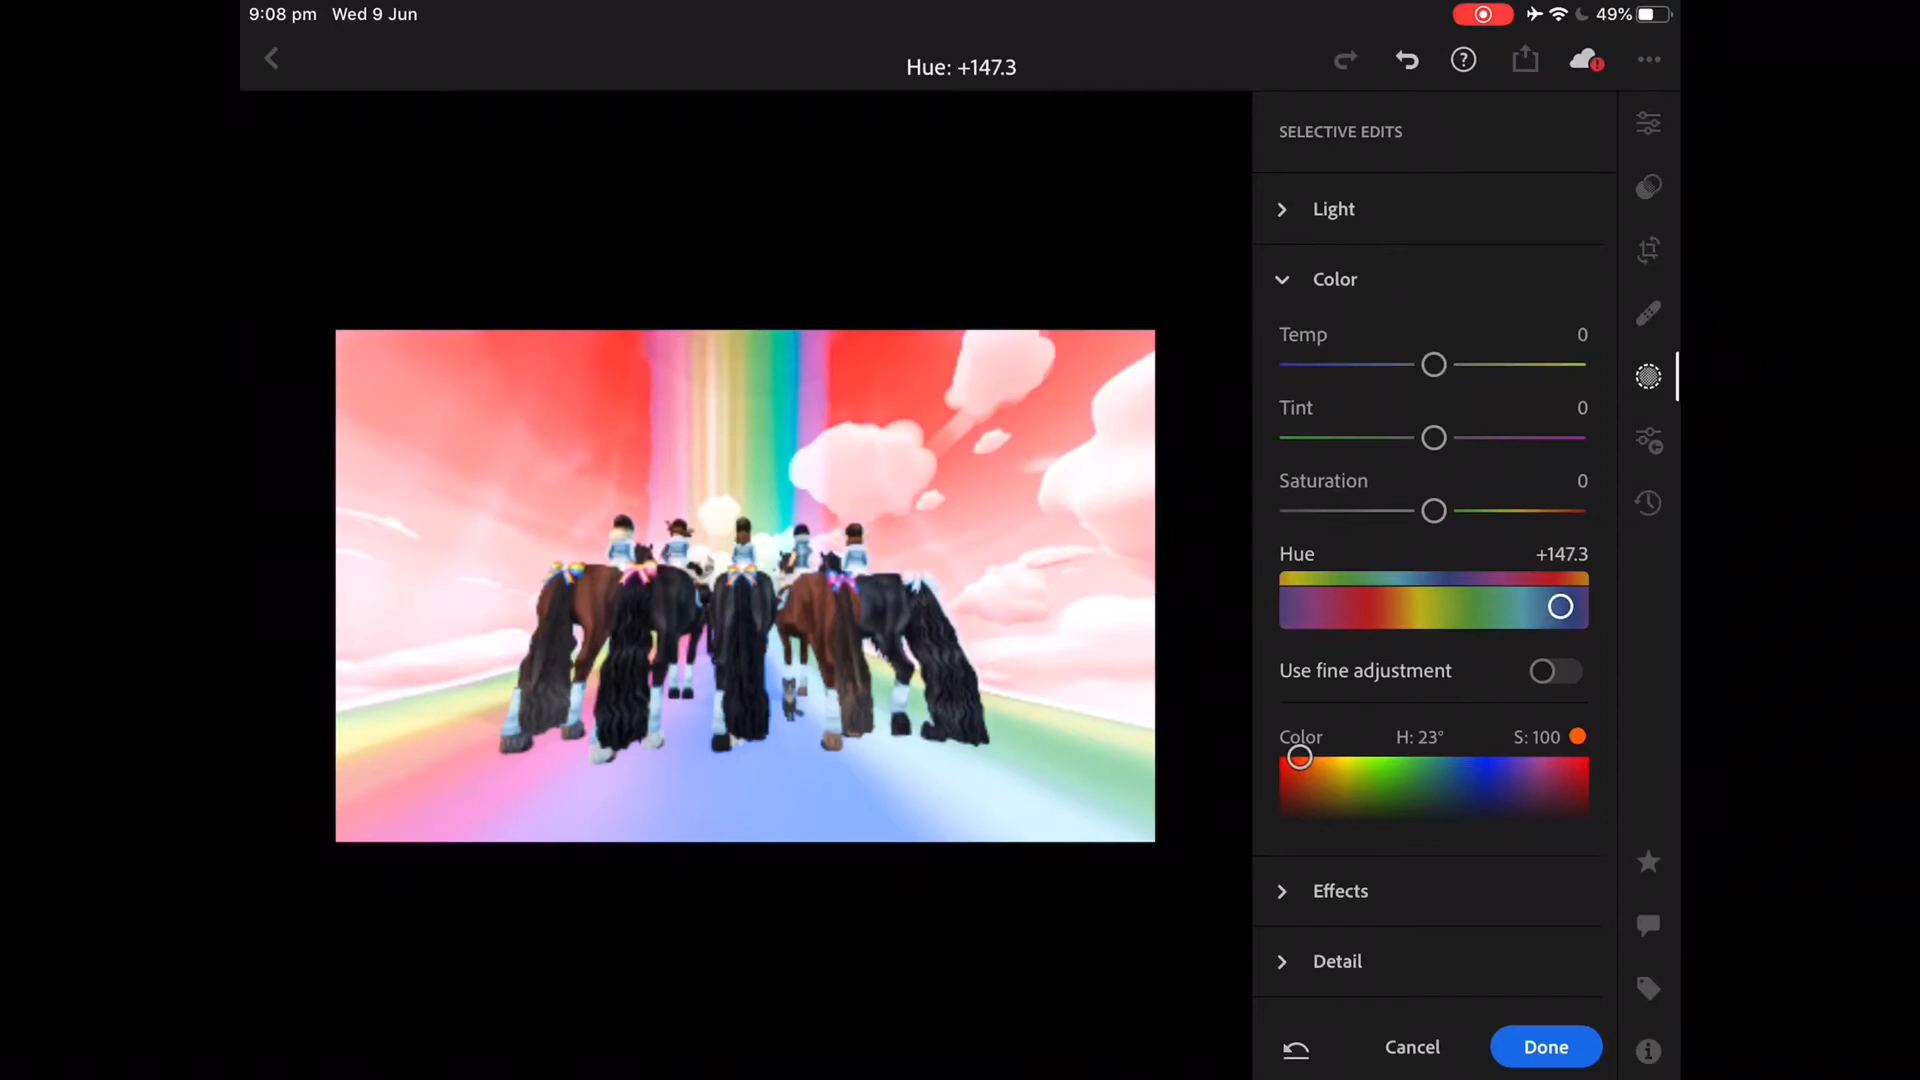 9:08 pm Wed 9 Jun
49%
Hue: +147.3
?
SELECTIVE EDITS
Light
Color
Temp 0
Tint 0
Saturation 0
Hue +147.3
Use fine adjustment
Color H: 23° S: 100
Effects
Detail
Cancel Done